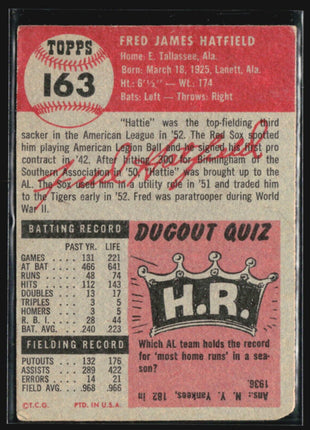 TOPPS
163
FRED JAMES HATFIELD
Home: E. Tallassee, Ala.
Born: March 18, 1925, Lanett, Ala.
Ht.: 6' ½" — Wt.: 174
Bats: Left - Throws: Right
"Hattie" was the top-fielding third
sacker in the American League in '52. The Red Sox spotted
him playing American Legion Ball and he signed his first pro
contract in '42. After hitting .300 for Birmingham of the
Southern Association in '50, "Hattie" was brought up to the
AL. The Sox used him in utility role in '51 and traded him
to the Tigers early in '52. Fred was paratrooper during World
War II.
Fred Hatfield
BATTING RECORD
PAST YR. LIFE
GAMES 131 221
AT BAT 466 641
RUNS 48 74
HITS 112 143
DOUBLES 13 17
TRIPLES 3 3
HOMERS 3 5
R. B. I. 28 44
BAT. AVG. .240 .223
FIELDING RECORD
PUTOUTS 132 176
ASSISTS 289 422
ERRORS 14 21
FIELD AVG. .968 .966
©T.C.G. PTD. IN U.S.A.
DUGOUT QUIZ
H.R.
Which AL team holds the record
for 'most home runs' in a sea-
son?
Ans: N. Y. Yankees, 182 in
1936.